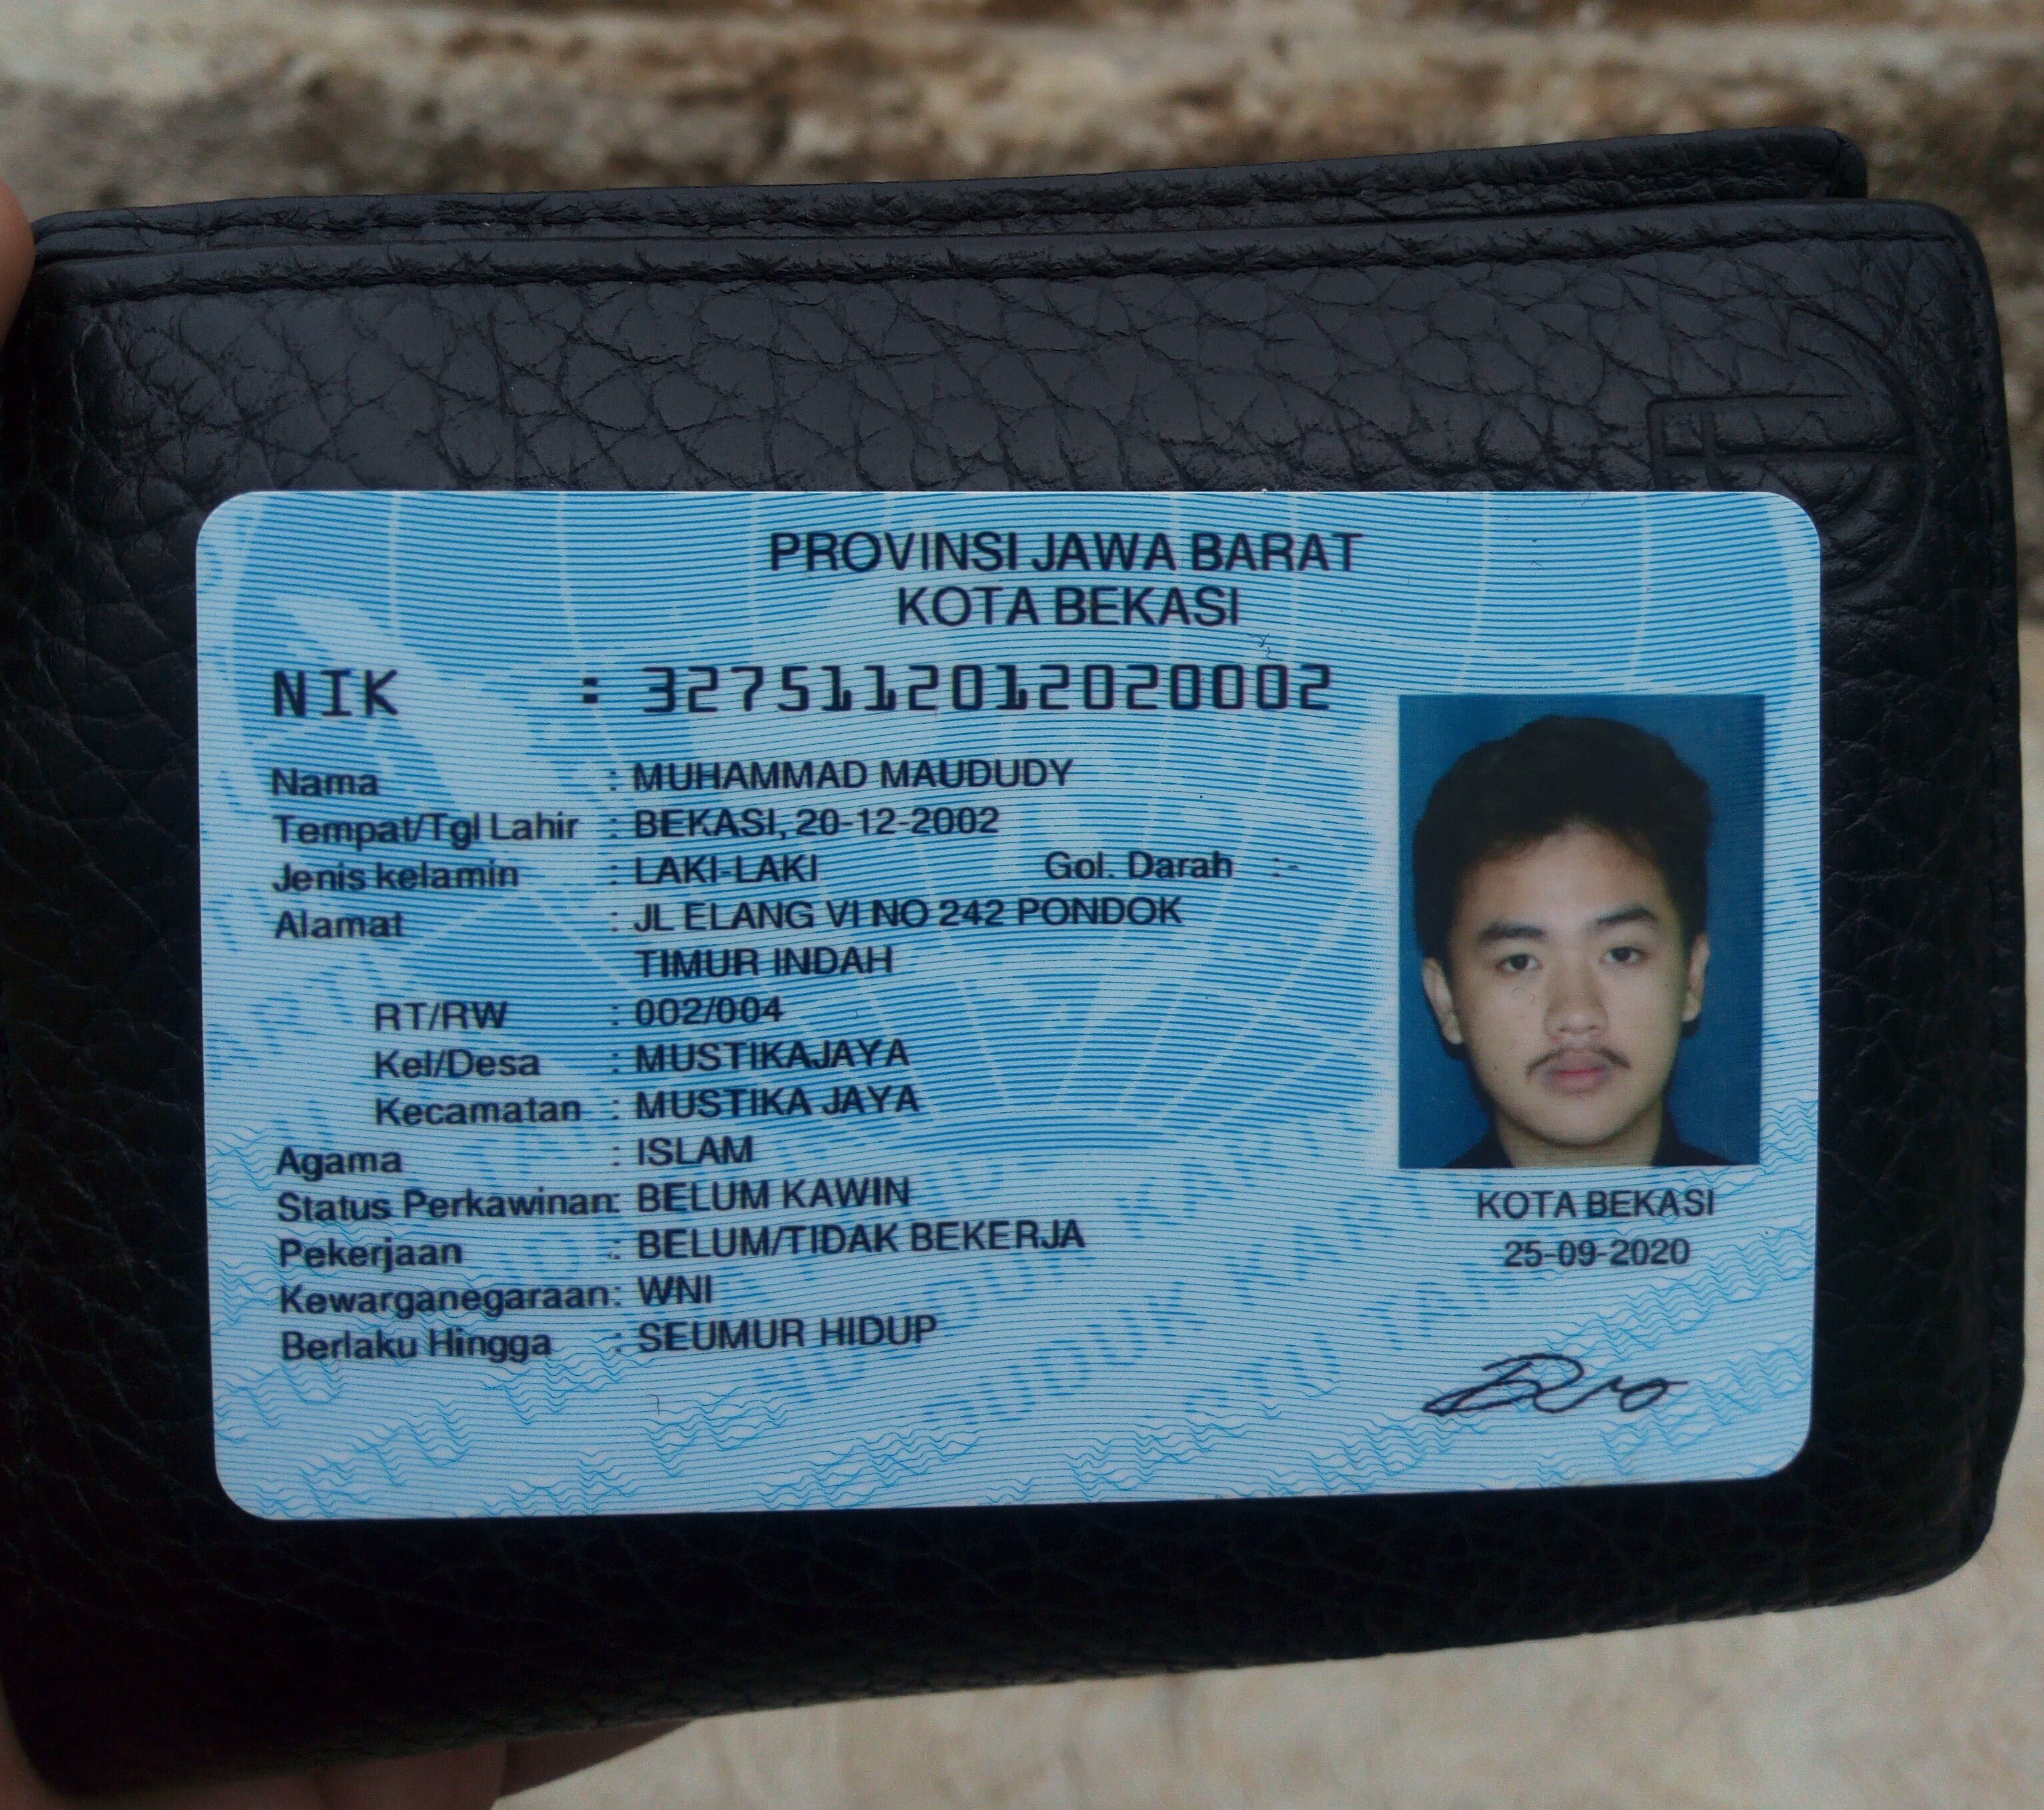 PROVINSI JAWA BARAT
KOTA BEKASI
NIK : 3275112012020002
Nama : MUHAMMAD MAUDUDY
Tempat/Tgl Lahir : BEKASI, 20-12-2002
Jenis kelamin : LAKI-LAKI Gol. Darah :-
Alamat : JL ELANG VI NO 242 PONDOK
TIMUR INDAH
RT/RW : 002/004
Kel/Desa : MUSTIKAJAYA
Kecamatan : MUSTIKA JAYA
Agama : ISLAM
Status Perkawinan: BELUM KAWIN
Pekerjaan : BELUM/TIDAK BEKERJA
Kewarganegaraan: WNI
Berlaku Hingga : SEUMUR HIDUP
KOTA BEKASI
25-09-2020